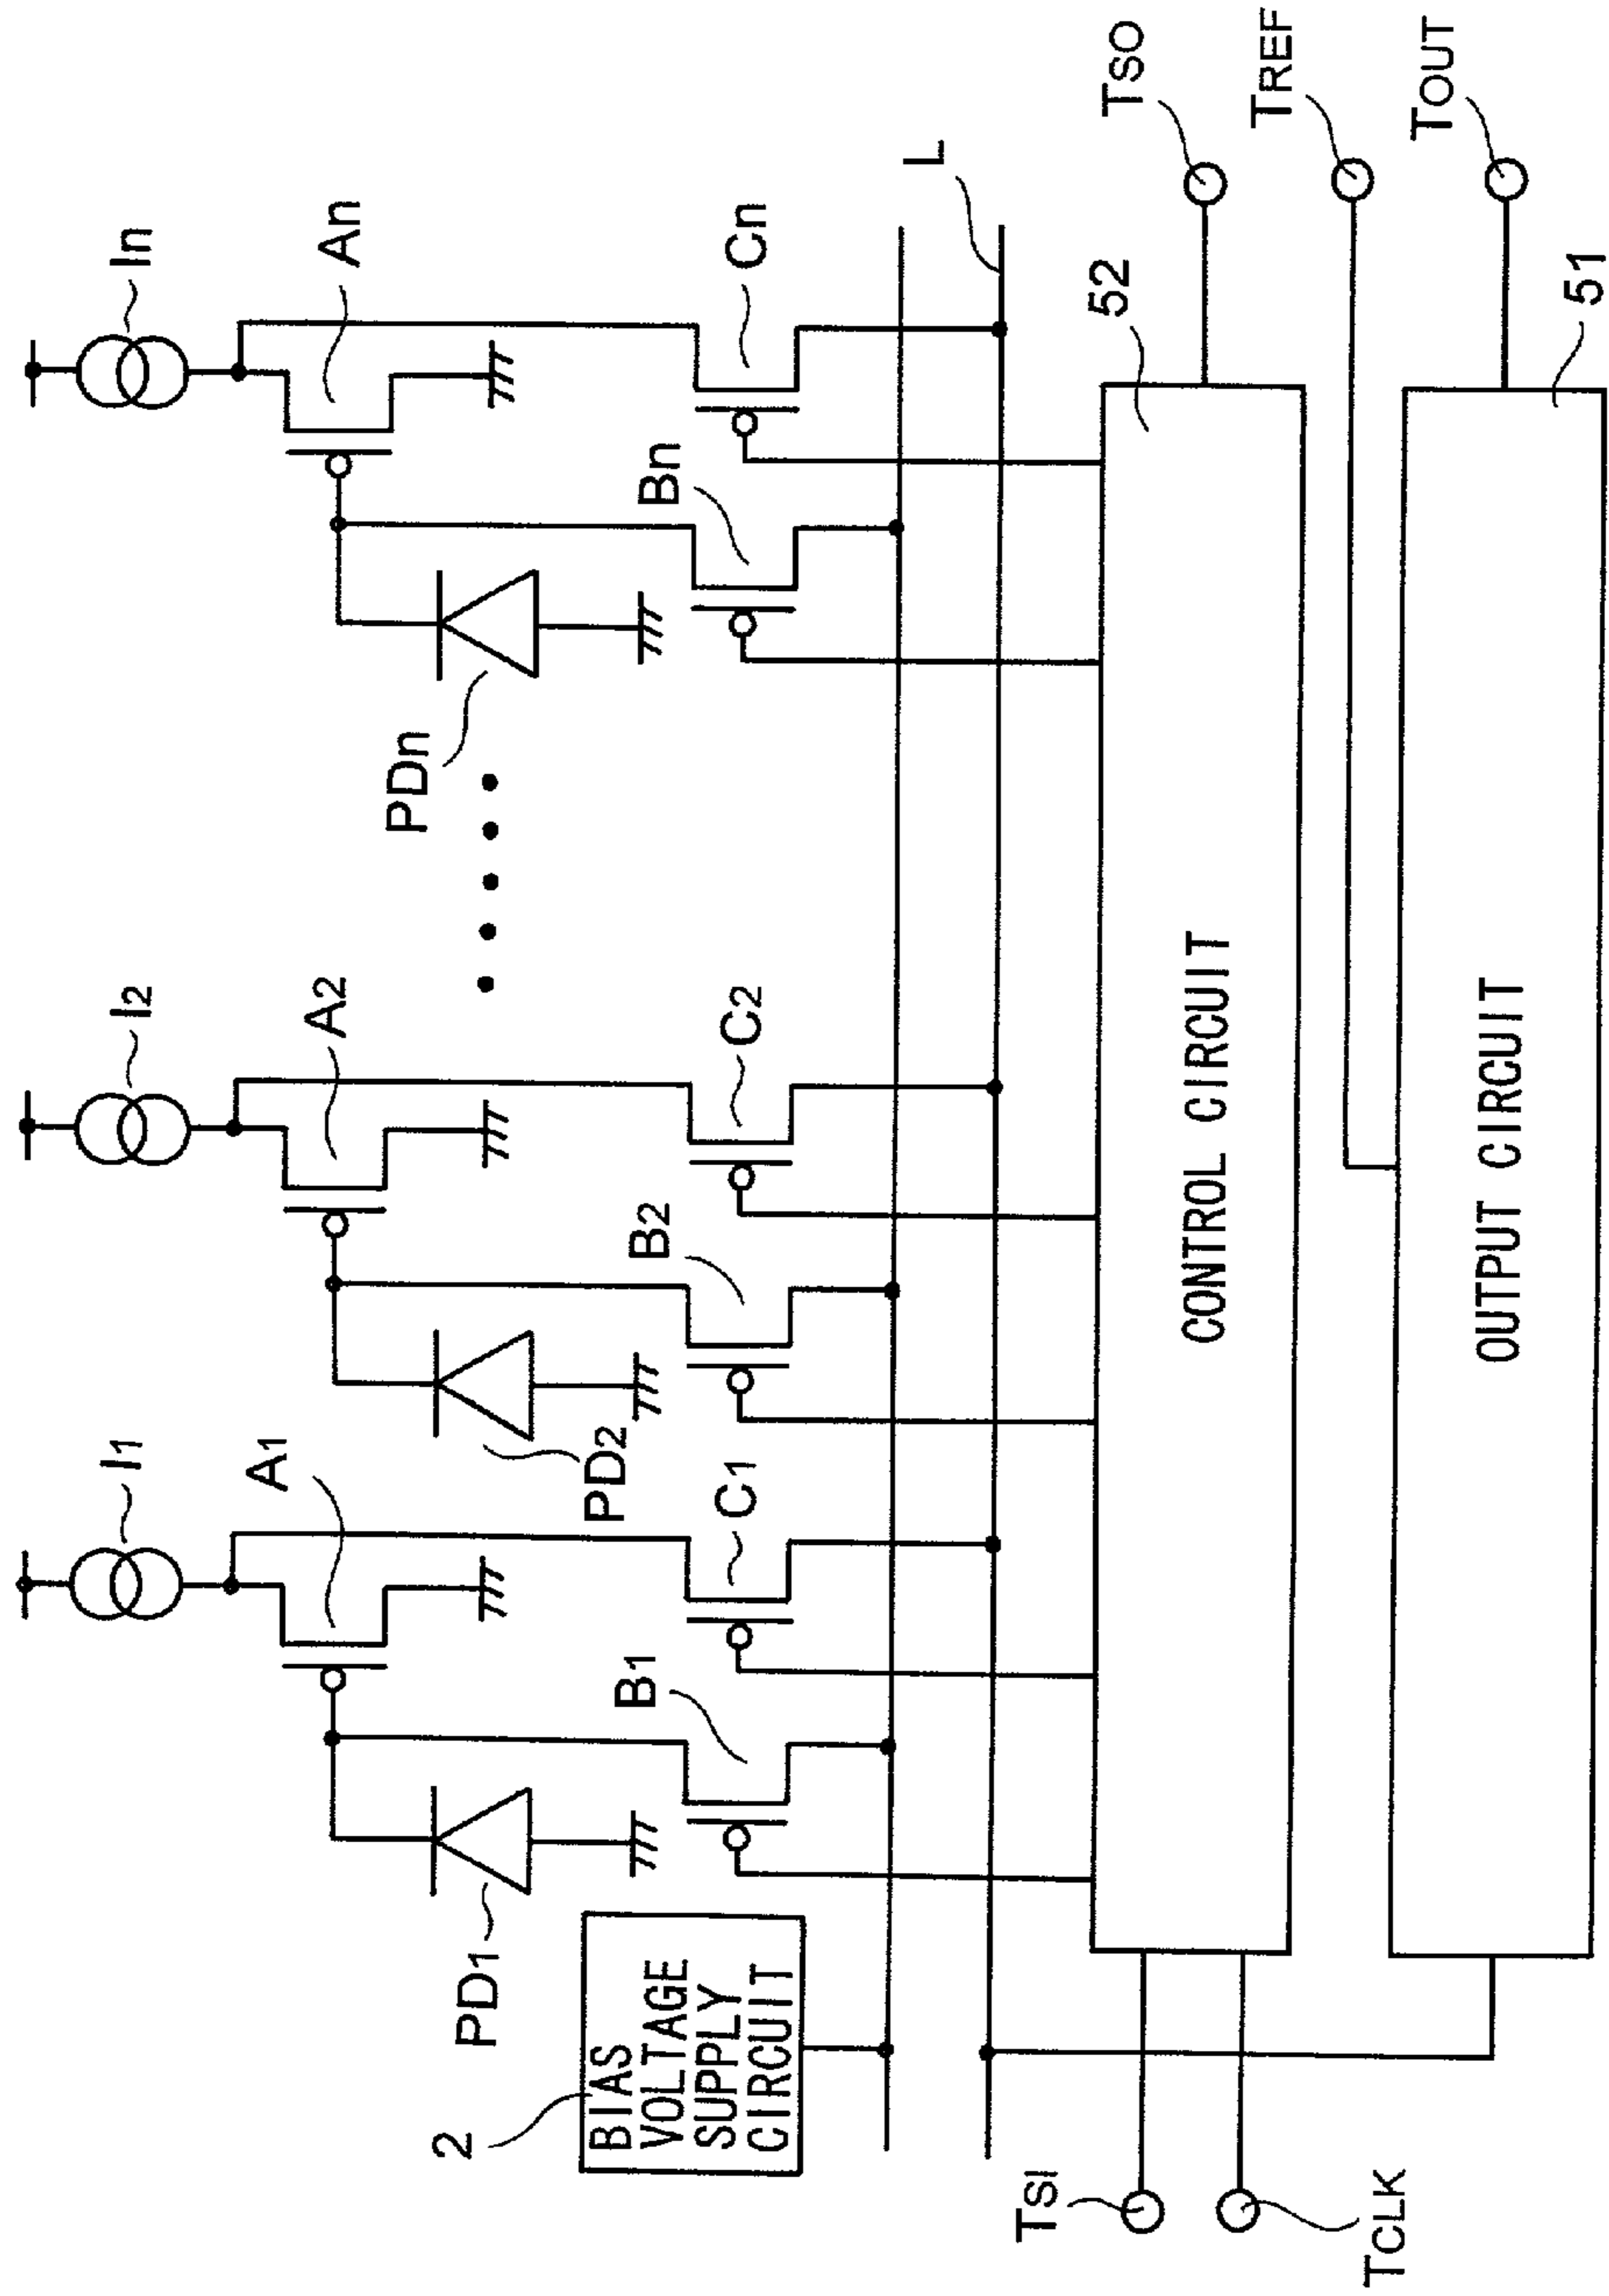 I1
I2
In
A1
A2
An
PD1
PD2
PDn
B1
C1
B2
C2
Bn
Cn
2
BIAS
VOLTAGE
SUPPLY
CIRCUIT
L
TSI
TCLK
CONTROL CIRCUIT
52
TSO
TREF
OUTPUT CIRCUIT
TOUT
51